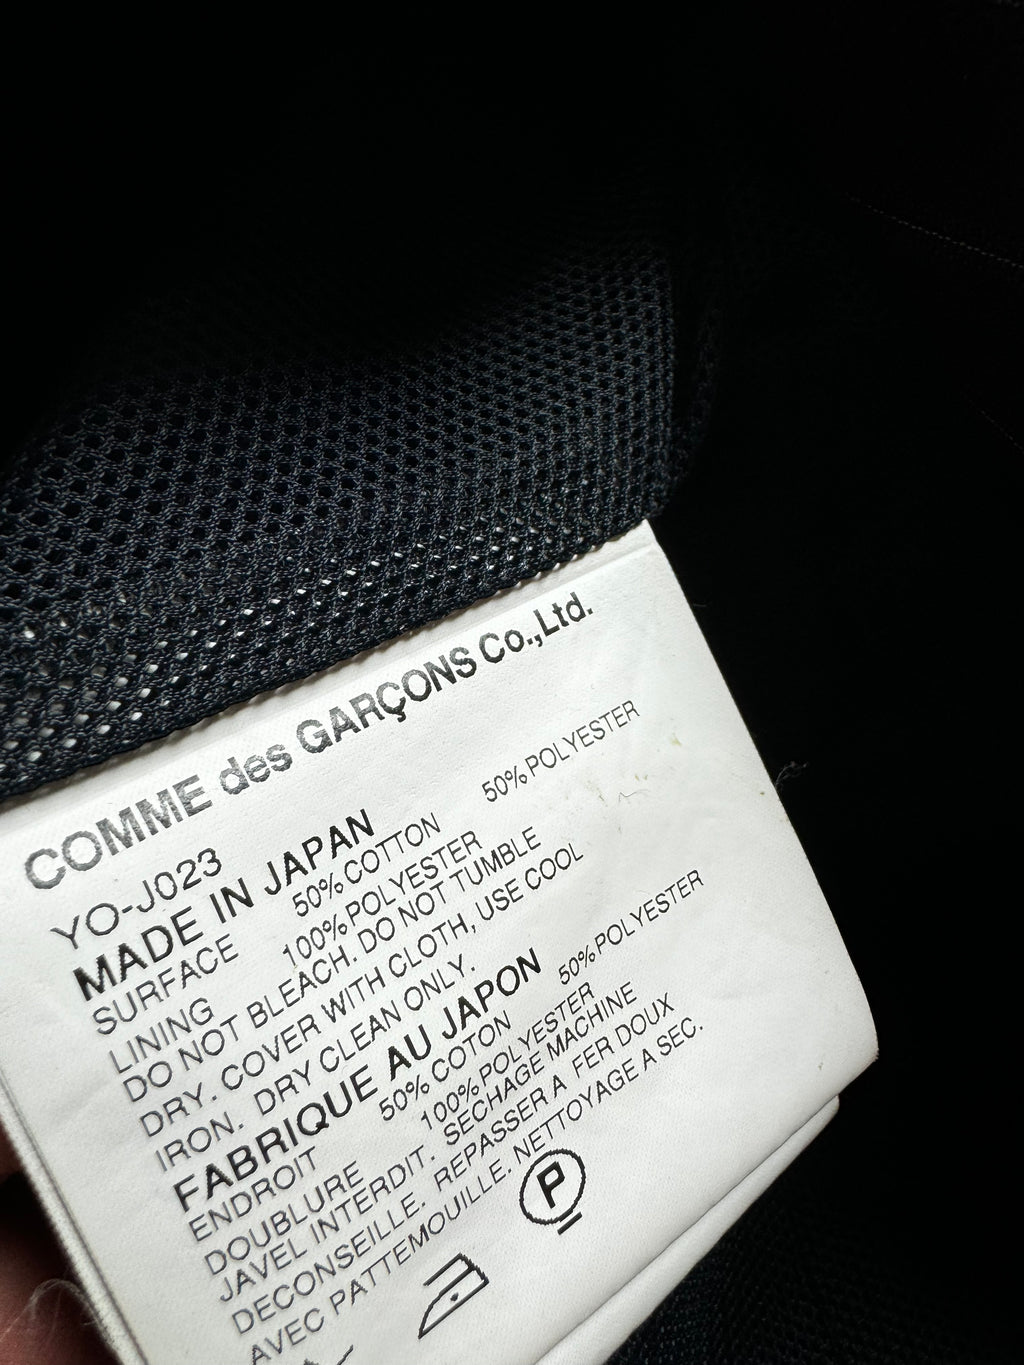 COMME des GARÇONS Co.,Ltd.
YO-J023
MADE IN JAPAN
SURFACE 50% COTTON 50% POLYESTER
LINING 100% POLYESTER
DO NOT BLEACH. DO NOT TUMBLE
DRY. COVER WITH CLOTH, USE COOL
IRON. DRY CLEAN ONLY.
FABRIQUE AU JAPON
ENDROIT 50% COTON 50% POLYESTER
DOUBLURE 100% POLYESTER
JAVEL INTERDIT. SECHAGE MACHINE
DECONSEILLE. REPASSER A FER DOUX
AVEC PATTEMOUILLE. NETTOYAGE A SEC.
P